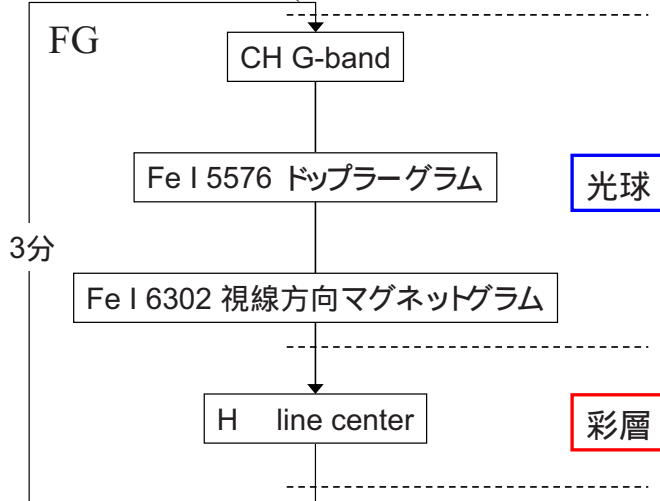 FG
CH G-band
Fe I 5576 ドップラーグラム
光球
3分
Fe I 6302 視線方向マグネットグラム
H line center
彩層